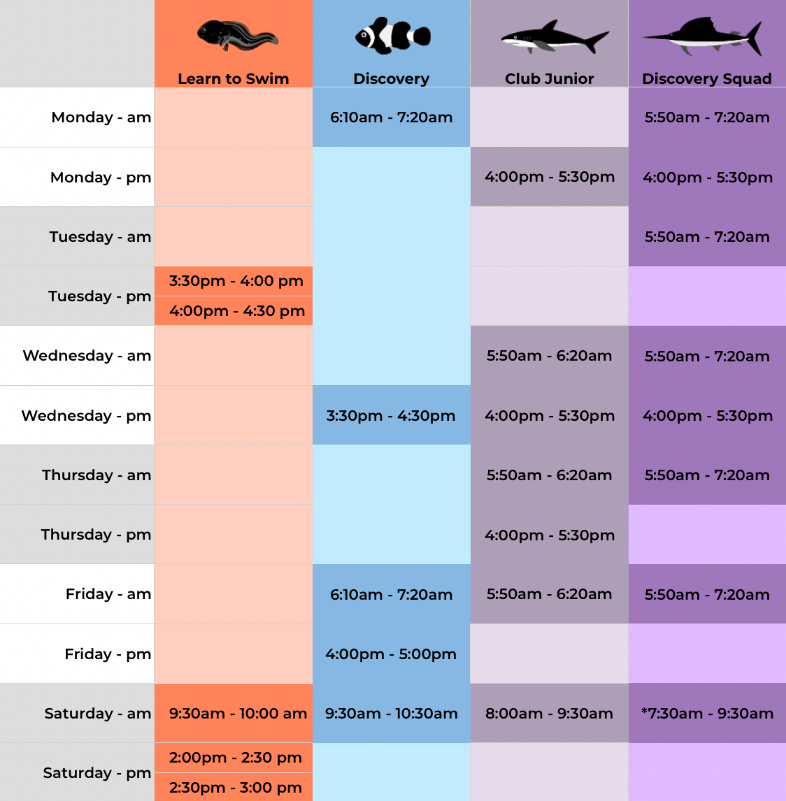 Learn to Swim Discovery Club Junior Discovery Squad
Monday - am 6:10am - 7:20am 5:50am - 7:20am
Monday - pm 4:00pm - 5:30pm 4:00pm - 5:30pm
Tuesday - am 5:50am - 7:20am
3:30pm - 4:00 pm
Tuesday - pm
4:00pm - 4:30 pm
Wednesday - am 5:50am - 6:20am 5:50am - 7:20am
Wednesday - pm 3:30pm - 4:30pm 4:00pm - 5:30pm 4:00pm - 5:30pm
Thursday - am 5:50am - 6:20am 5:50am - 7:20am
Thursday - pm 4:00pm - 5:30pm
Friday - am 6:10am - 7:20am 5:50am - 6:20am 5:50am - 7:20am
Friday - pm 4:00pm - 5:00pm
Saturday - am 9:30am - 10:00 am 9:30am - 10:30am 8:00am - 9:30am *7:30am - 9:30am
2:00pm - 2:30 pm
Saturday - pm
2:30pm - 3:00 pm